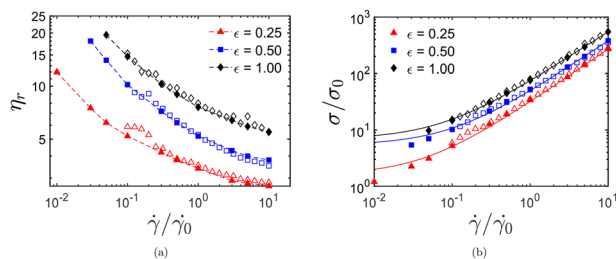 25
20
15
10
5
η_r
ϵ = 0.25
ϵ = 0.50
ϵ = 1.00
10^-2 10^-1 10^0 10^1
γ̇/γ̇_0
(a)
10^3
10^2
10^1
10^0
σ/σ_0
ϵ = 0.25
ϵ = 0.50
ϵ = 1.00
10^-2 10^-1 10^0 10^1
γ̇/γ̇_0
(b)